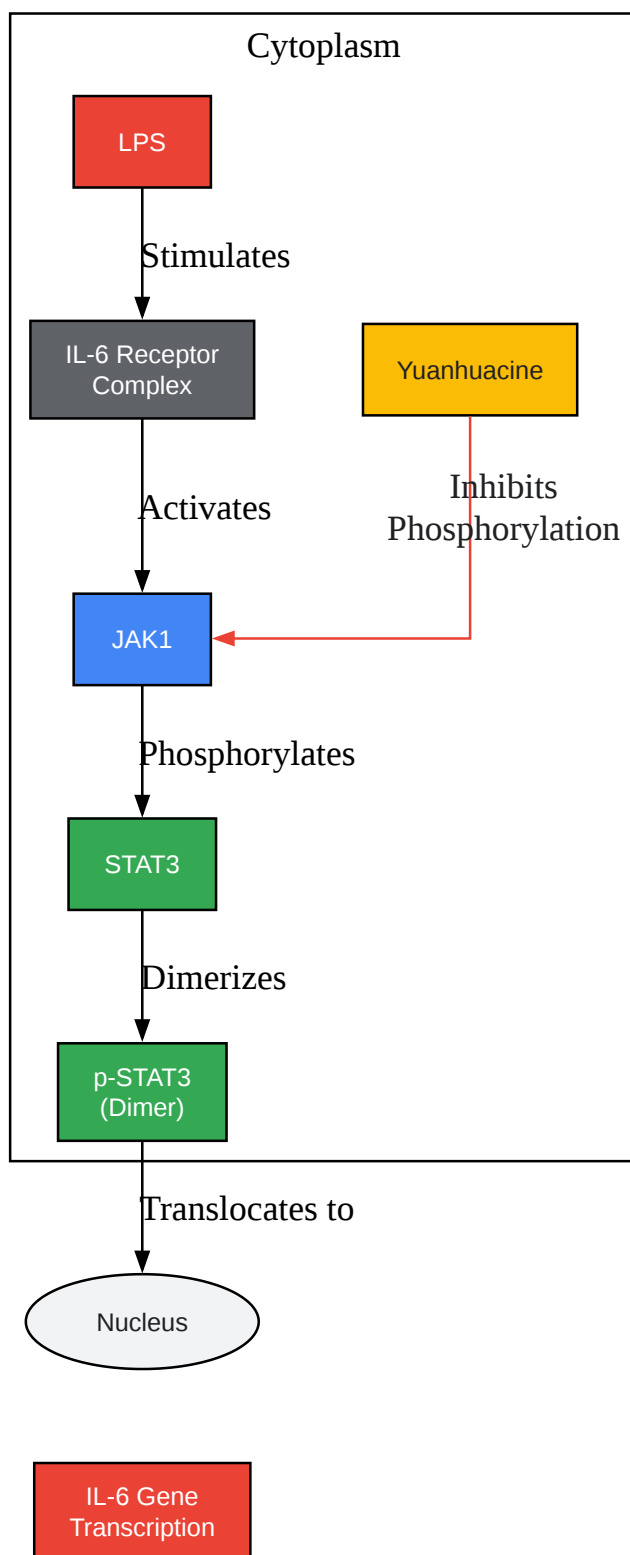 Cytoplasm
LPS
Stimulates
IL-6 Receptor
Complex
Yuanhuacine
Activates
Inhibits
Phosphorylation
JAK1
Phosphorylates
STAT3
Dimerizes
p-STAT3
(Dimer)
Translocates to
Nucleus
IL-6 Gene
Transcription